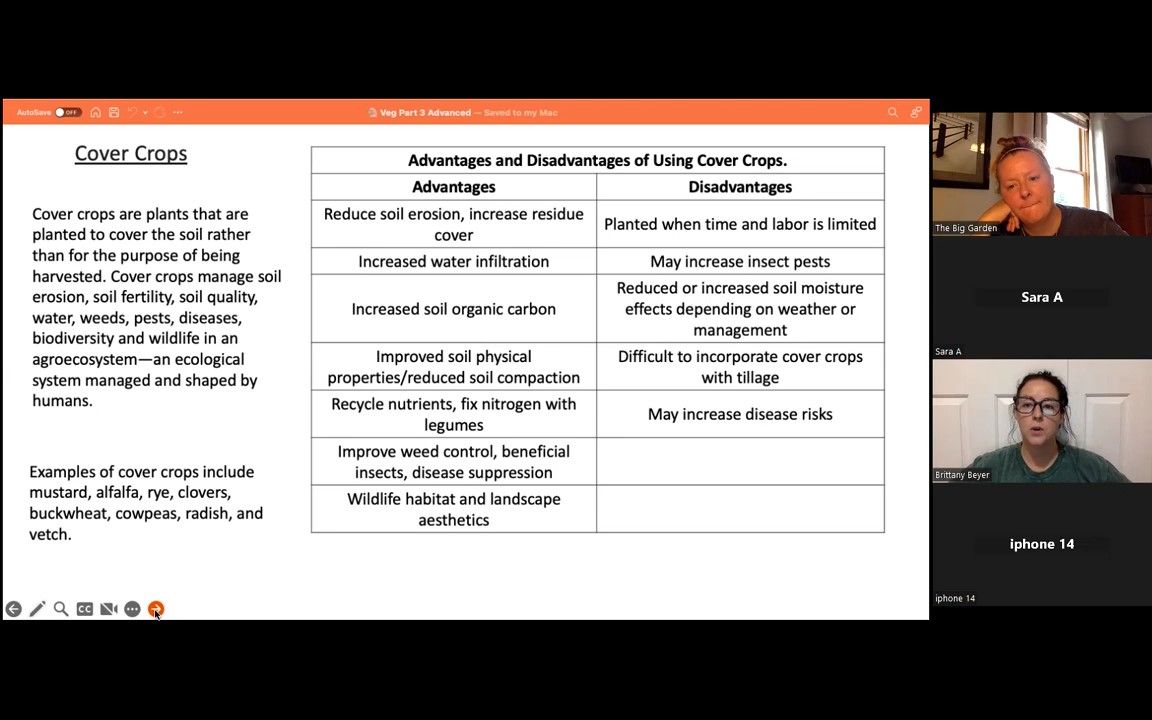 AutoSave OFF
Veg Part 3 Advanced — Saved to my Mac
Cover Crops
Cover crops are plants that are
planted to cover the soil rather
than for the purpose of being
harvested. Cover crops manage soil
erosion, soil fertility, soil quality,
water, weeds, pests, diseases,
biodiversity and wildlife in an
agroecosystem—an ecological
system managed and shaped by
humans.
Examples of cover crops include
mustard, alfalfa, rye, clovers,
buckwheat, cowpeas, radish, and
vetch.
Advantages and Disadvantages of Using Cover Crops.
Advantages
Disadvantages
Reduce soil erosion, increase residue
cover
Planted when time and labor is limited
Increased water infiltration
May increase insect pests
Increased soil organic carbon
Reduced or increased soil moisture
effects depending on weather or
management
Improved soil physical
properties/reduced soil compaction
Difficult to incorporate cover crops
with tillage
Recycle nutrients, fix nitrogen with
legumes
May increase disease risks
Improve weed control, beneficial
insects, disease suppression
Wildlife habitat and landscape
aesthetics
CC
The Big Garden
Sara A
Sara A
Brittany Beyer
iphone 14
iphone 14